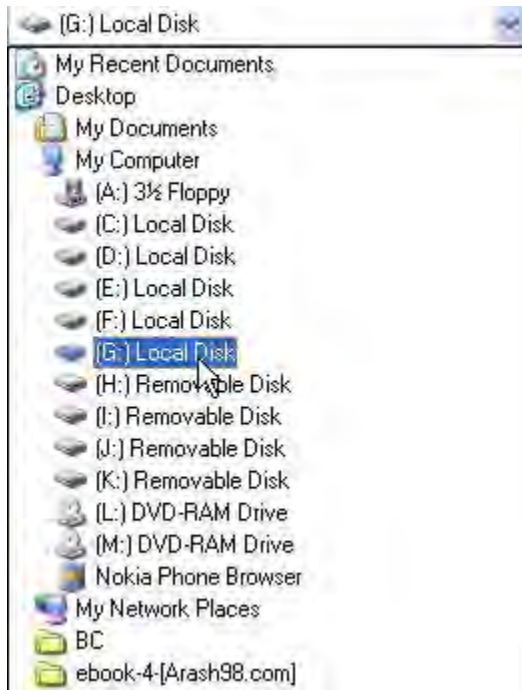 (G:) Local Disk
My Recent Documents
Desktop
My Documents
My Computer
(A:) 3½ Floppy
(C:) Local Disk
(D:) Local Disk
(E:) Local Disk
(F:) Local Disk
(G:) Local Disk
(H:) Removable Disk
(I:) Removable Disk
(J:) Removable Disk
(K:) Removable Disk
(L:) DVD-RAM Drive
(M:) DVD-RAM Drive
Nokia Phone Browser
My Network Places
BC
ebook-4-[Arash98.com]